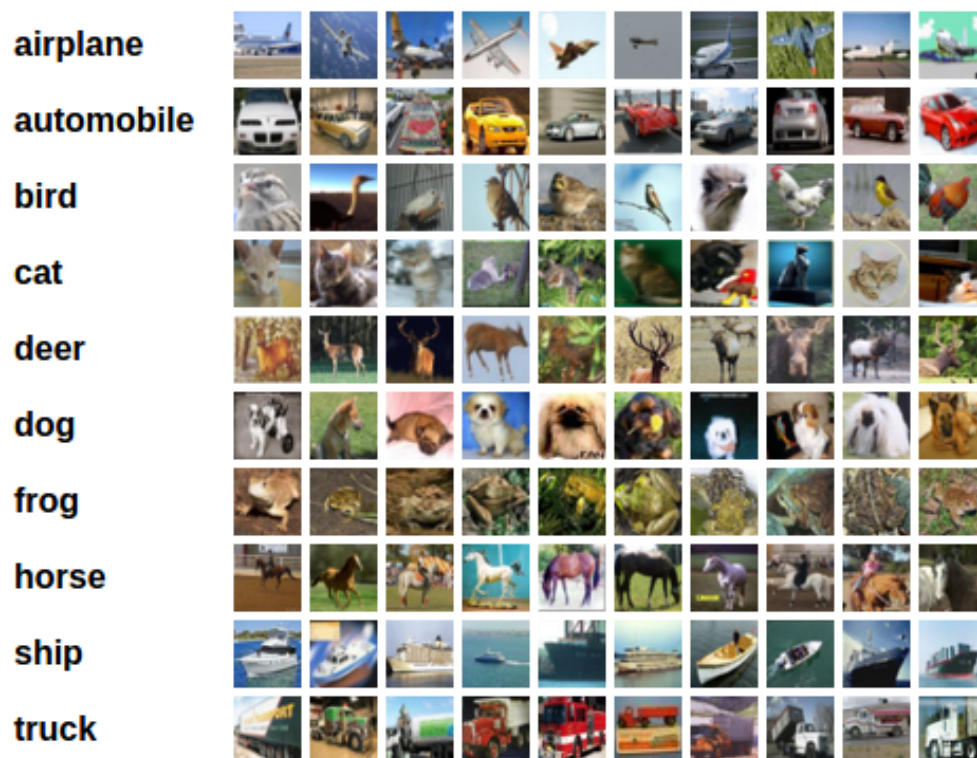 airplane
automobile
bird
cat
deer
dog
frog
horse
ship
truck